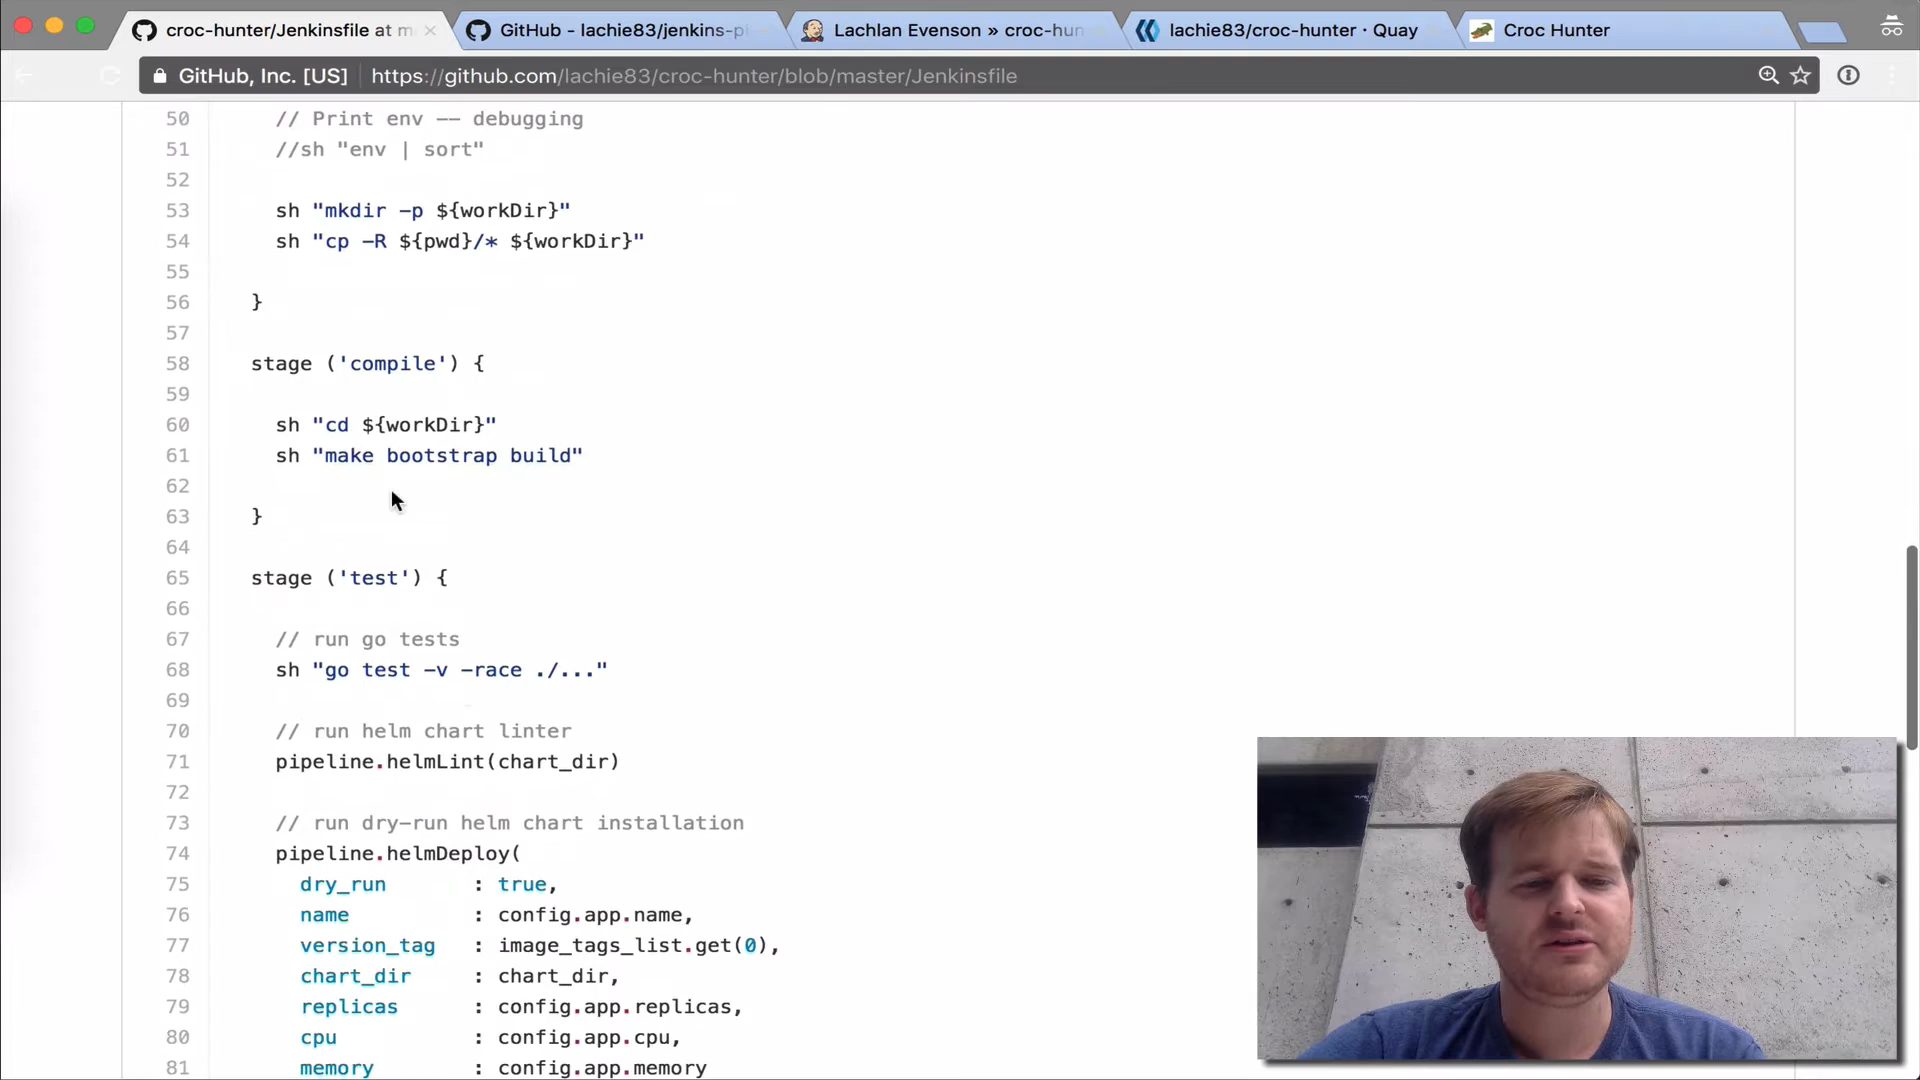 croc-hunter/Jenkinsfile at m
GitHub - lachie83/jenkins-pi
Lachlan Evenson » croc-hun
lachie83/croc-hunter · Quay
Croc Hunter
GitHub, Inc. [US]
https://github.com/lachie83/croc-hunter/blob/master/Jenkinsfile
50 // Print env -- debugging
51 //sh "env | sort"
52
53 sh "mkdir -p ${workDir}"
54 sh "cp -R ${pwd}/* ${workDir}"
55
56 }
57
58 stage ('compile') {
59
60 sh "cd ${workDir}"
61 sh "make bootstrap build"
62
63 }
64
65 stage ('test') {
66
67 // run go tests
68 sh "go test -v -race ./..."
69
70 // run helm chart linter
71 pipeline.helmLint(chart_dir)
72
73 // run dry-run helm chart installation
74 pipeline.helmDeploy(
75 dry_run : true,
76 name : config.app.name,
77 version_tag : image_tags_list.get(0),
78 chart_dir : chart_dir,
79 replicas : config.app.replicas,
80 cpu : config.app.cpu,
81 memory : config.app.memory